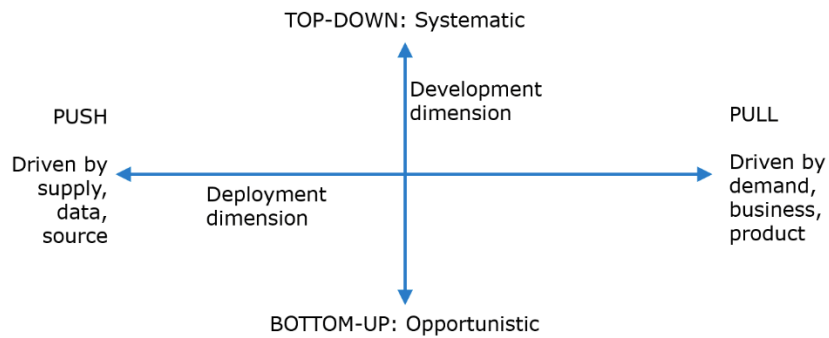 TOP-DOWN: Systematic
Development
dimension
PUSH
Driven by
supply,
data,
source
Deployment
dimension
PULL
Driven by
demand,
business,
product
BOTTOM-UP: Opportunistic